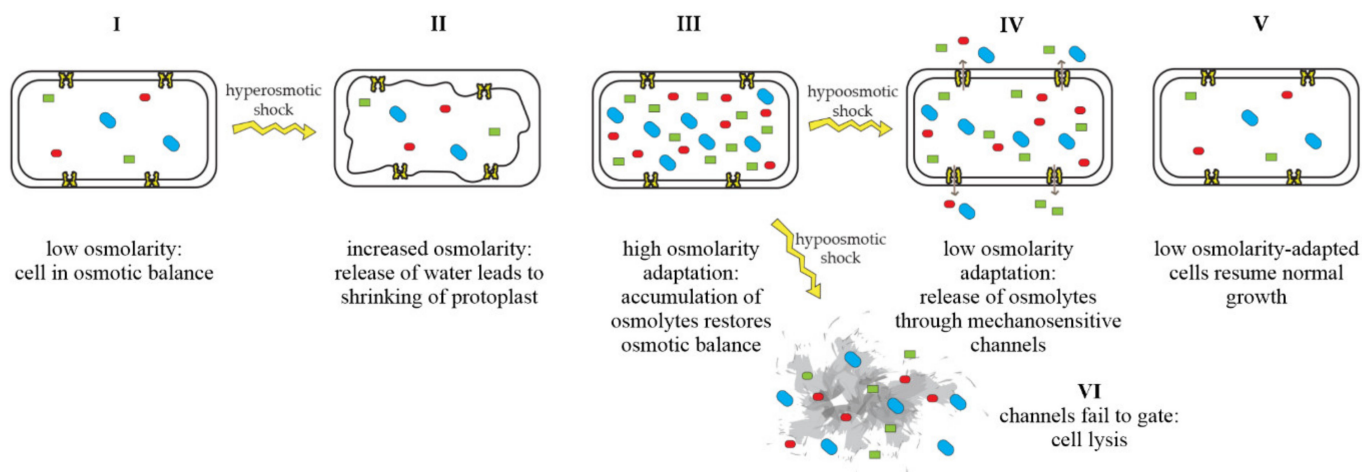 I
II
III
IV
V
hyperosmotic
shock
hypoosmotic
shock
low osmolarity:
cell in osmotic balance
increased osmolarity:
release of water leads to
shrinking of protoplast
high osmolarity
adaptation:
accumulation of
osmolytes restores
osmotic balance
hypoosmotic
shock
low osmolarity
adaptation:
release of osmolytes
through mechanosensitive
channels
low osmolarity-adapted
cells resume normal
growth
VI
channels fail to gate:
cell lysis